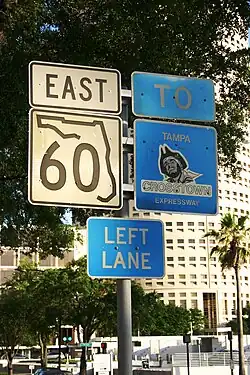 EAST
60
TO
TAMPA
CROSSTOWN
EXPRESSWAY
LEFT
LANE